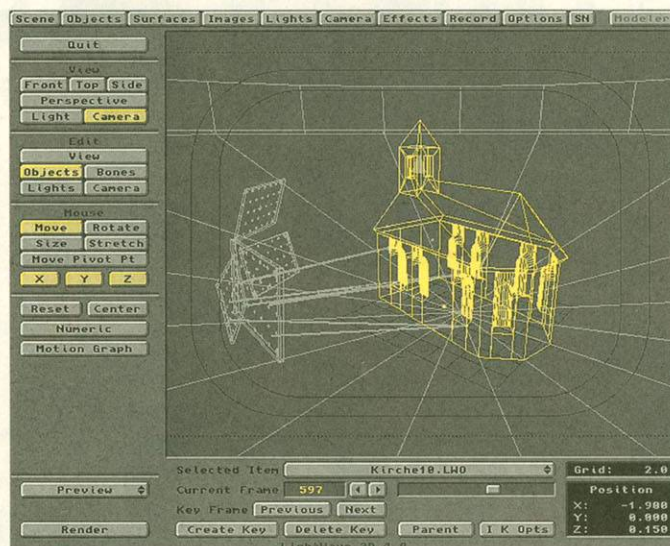 Scene Objects Surfaces Images Lights Camera Effects Record Options SN Modele
Quit
View
Front Top Side
Perspective
Light Camera
Edit
View
Objects Bones
Lights Camera
Mouse
Move Rotate
Size Stretch
Move Pivot Pt
X Y Z
Reset Center
Numeric
Motion Graph
Selected Item Kirche10.LWO Grid: 2.0
Preview Current Frame 597 Position
Key Frame Previous Next X: -1.980
Y: 0.800
Render Create Key Delete Key Parent I K Opts Z: 0.150